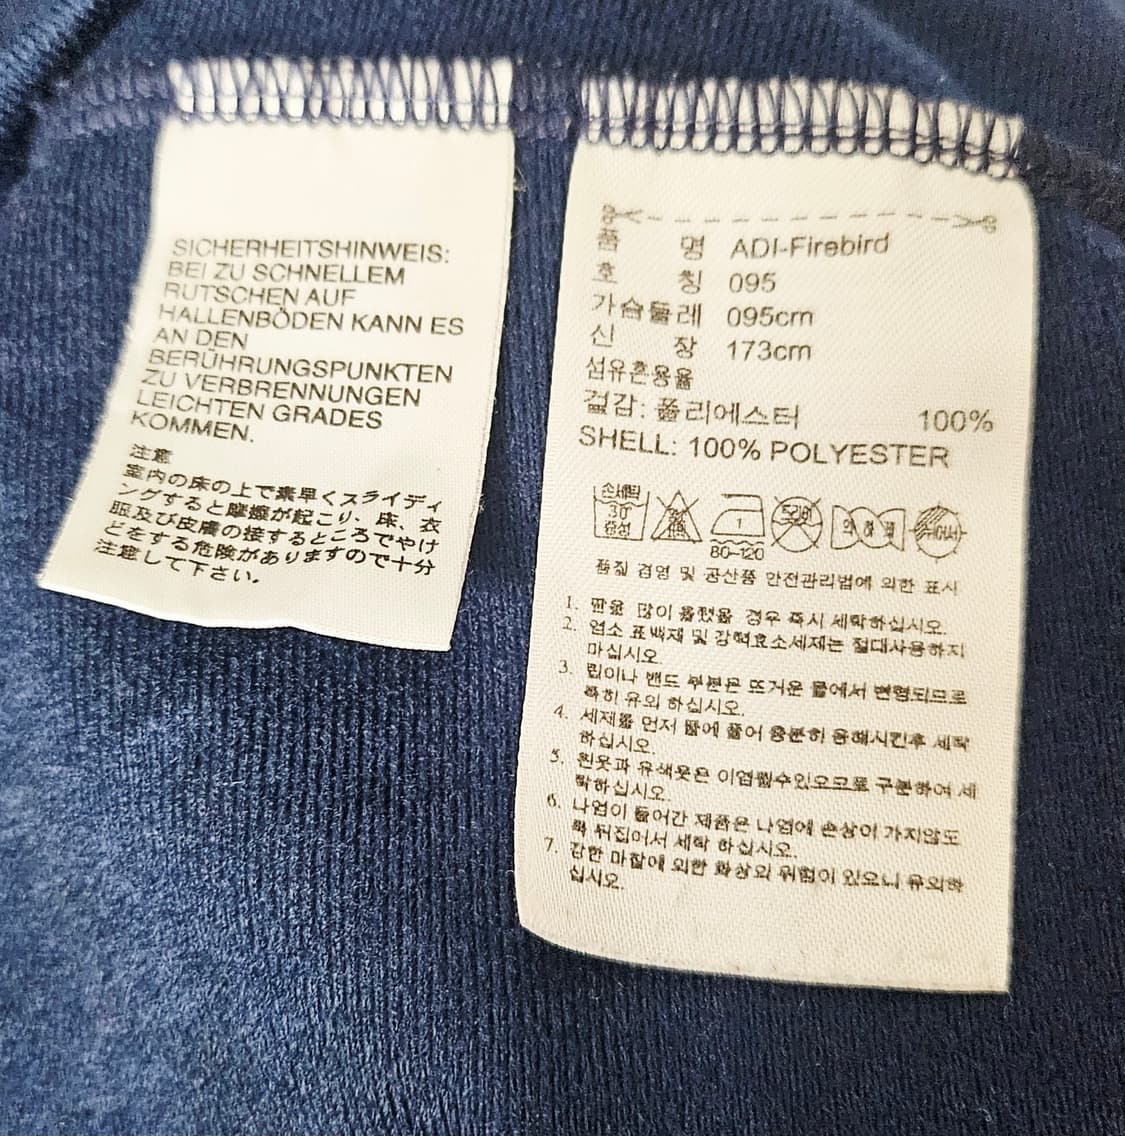 SICHERHEITSHINWEIS:
BEI ZU SCHNELLEM
RUTSCHEN AUF
HALLENBÖDEN KANN ES
AN DEN
BERÜHRUNGSPUNKTEN
ZU VERBRENNUNGEN
LEICHTEN GRADES
KOMMEN.
注意
室内の床の上で素早くスライディ
ングすると摩擦が起こり、床、衣
服及び皮膚の接するところでやけ
どをする危険がありますので十分
注意して下さい。
품 명 ADI-Firebird
호 칭 095
가슴둘레 095cm
신 장 173cm
섬유혼용율
겉감: 폴리에스터 100%
SHELL: 100% POLYESTER
손세탁
30
중성
1
80~120
드라이
약하게
품질 경영 및 공산품 안전관리법에 의한 표시
1. 땀을 많이 흘렸을 경우 즉시 세탁하십시오.
2. 염소 표백제 및 강력효소세제는 절대사용하지
마십시오.
3. 립이나 밴드 부분은 뜨거운 물에서 변형되므로
특히 유의 하십시오.
4. 세제를 먼저 물에 풀어 충분히 용해시킨후 세탁
하십시오.
5. 흰옷과 유색옷은 이염될수있으므로 구분하여 세
탁하십시오.
6. 나염이 들어간 제품은 나염에 손상이 가지않도
록 뒤집어서 세탁 하십시오.
7. 강한 마찰에 의한 화상의 위험이 있으니 유의하
십시오.